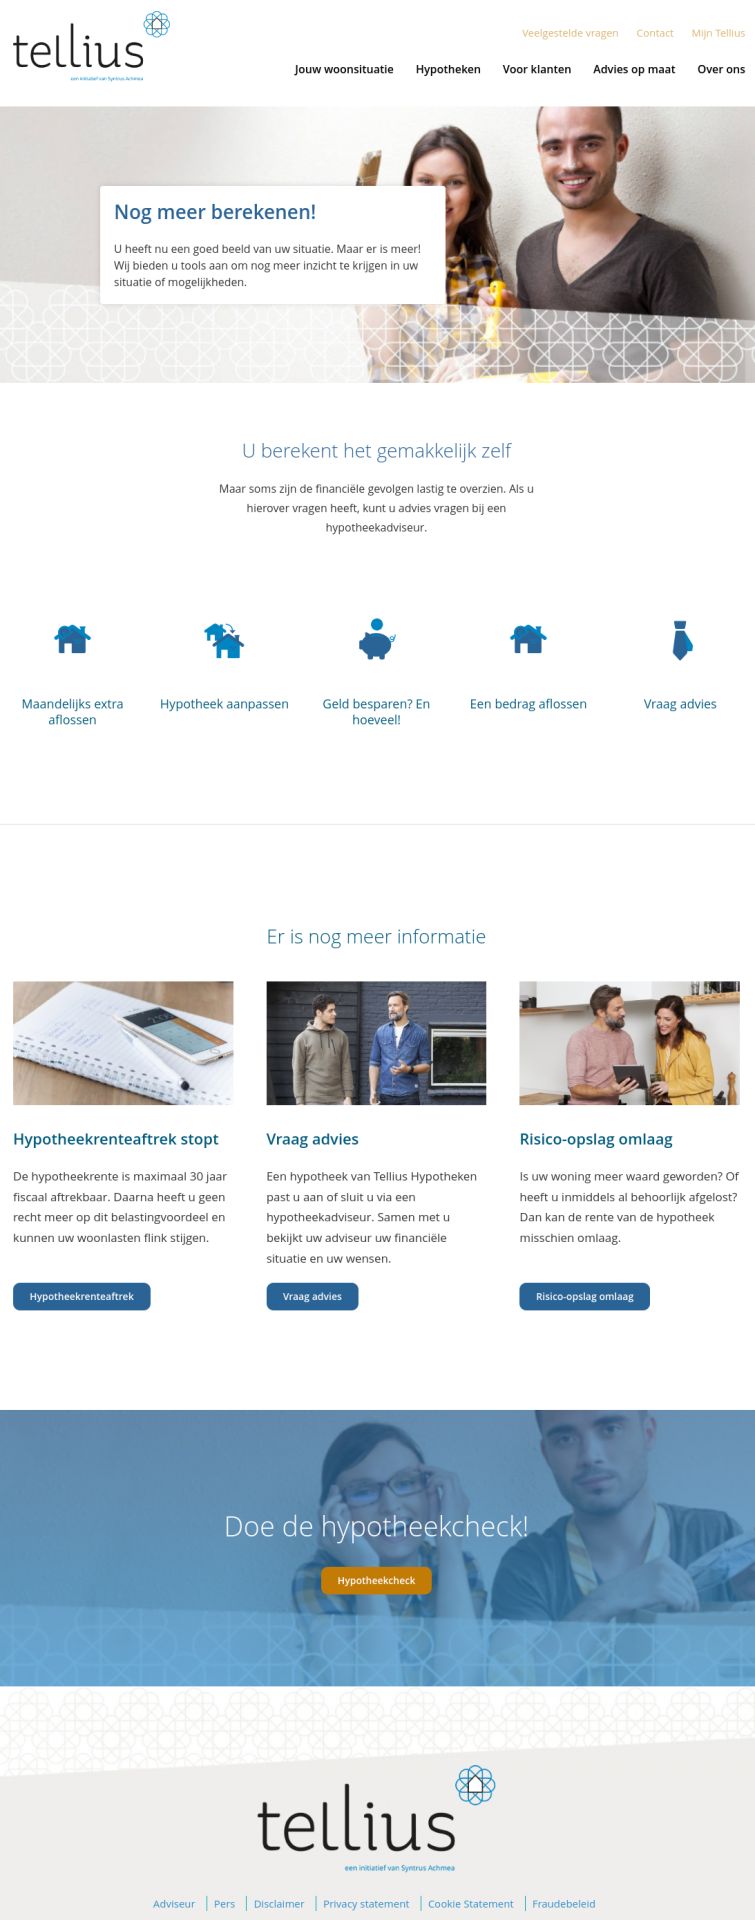 tellius
een initiatief van Syntrus Achmea
Veelgestelde vragen Contact Mijn Tellius
Jouw woonsituatie Hypotheken Voor klanten Advies op maat Over ons
Nog meer berekenen!
U heeft nu een goed beeld van uw situatie. Maar er is meer!
Wij bieden u tools aan om nog meer inzicht te krijgen in uw
situatie of mogelijkheden.
U berekent het gemakkelijk zelf
Maar soms zijn de financiële gevolgen lastig te overzien. Als u
hierover vragen heeft, kunt u advies vragen bij een
hypotheekadviseur.
Maandelijks extra
aflossen
Hypotheek aanpassen
Geld besparen? En
hoeveel!
Een bedrag aflossen
Vraag advies
Er is nog meer informatie
Hypotheekrenteaftrek stopt
De hypotheekrente is maximaal 30 jaar
fiscaal aftrekbaar. Daarna heeft u geen
recht meer op dit belastingvoordeel en
kunnen uw woonlasten flink stijgen.
Hypotheekrenteaftrek
Vraag advies
Een hypotheek van Tellius Hypotheken
past u aan of sluit u via een
hypotheekadviseur. Samen met u
bekijkt uw adviseur uw financiële
situatie en uw wensen.
Vraag advies
Risico-opslag omlaag
Is uw woning meer waard geworden? Of
heeft u inmiddels al behoorlijk afgelost?
Dan kan de rente van de hypotheek
misschien omlaag.
Risico-opslag omlaag
Doe de hypotheekcheck!
Hypotheekcheck
tellius
een initiatief van Syntrus Achmea
Adviseur Pers Disclaimer Privacy statement Cookie Statement Fraudebeleid